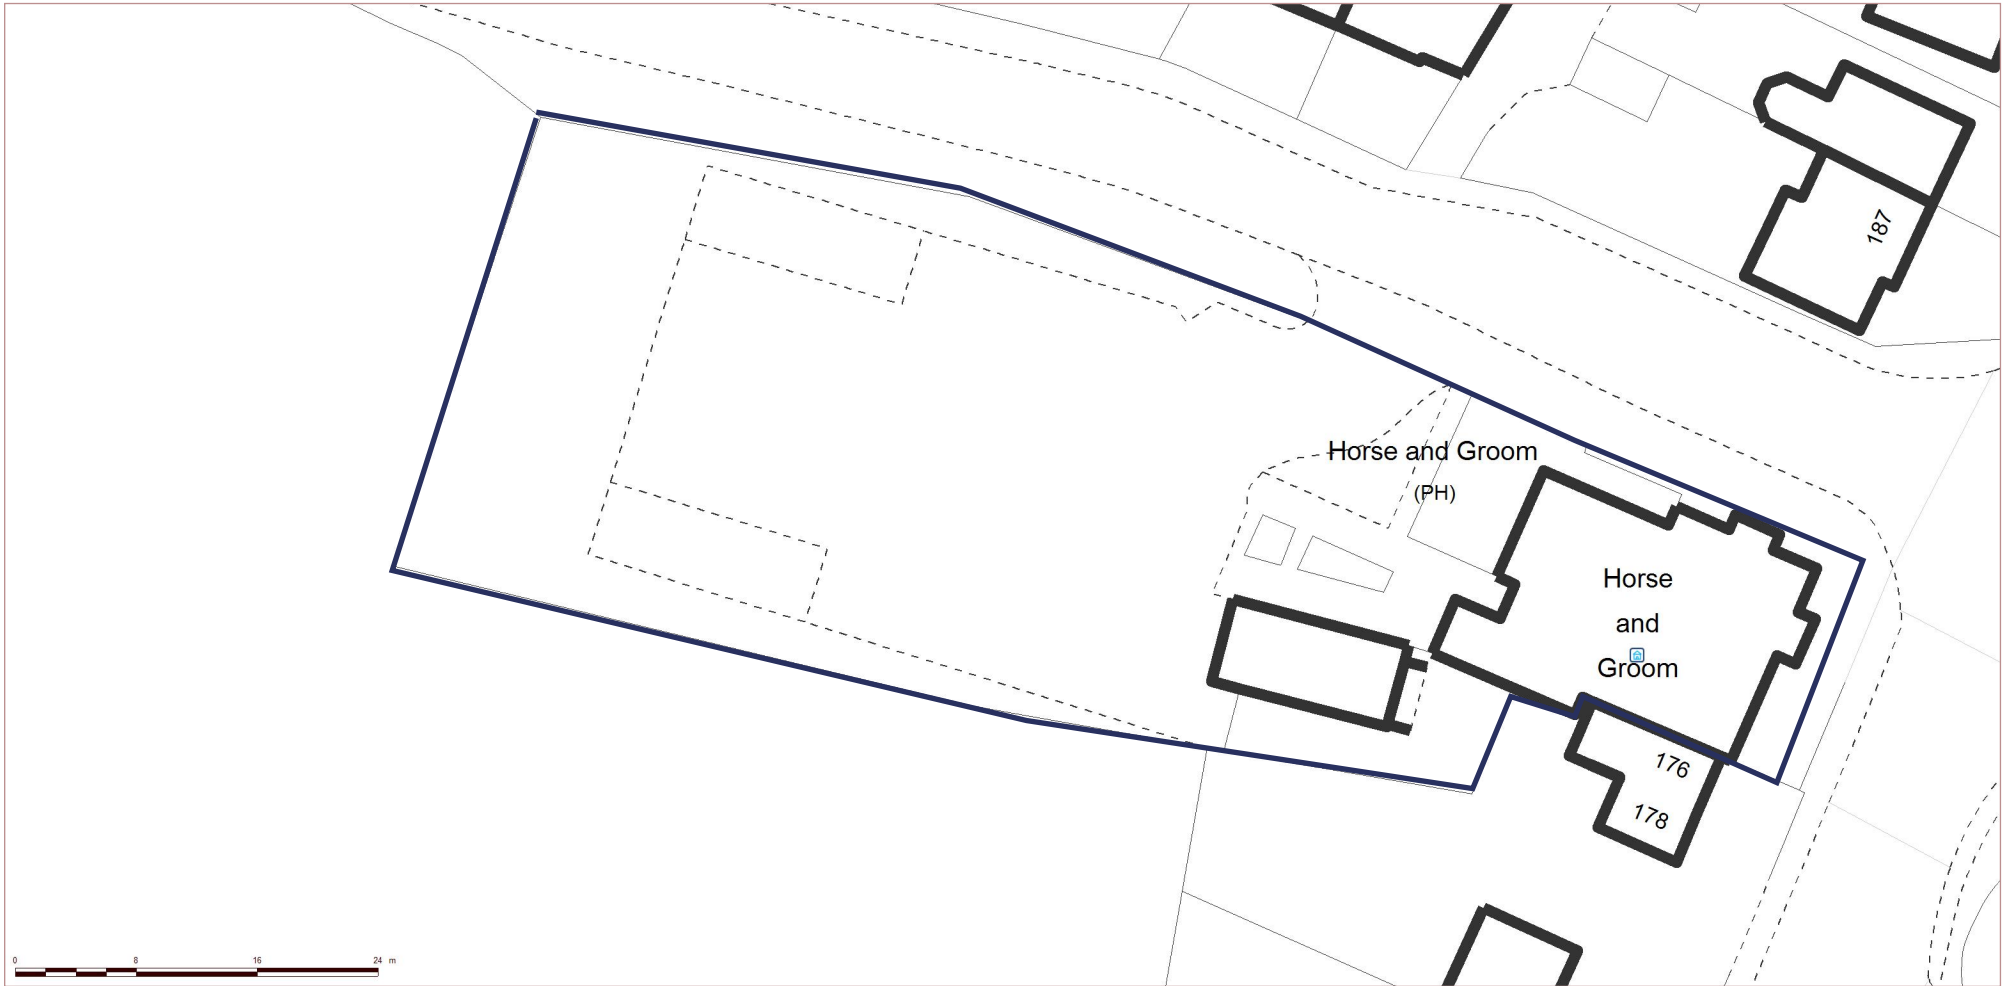 187
Horse and Groom
(PH)
Horse
and
Groom
176
178
0 8 16 24 m